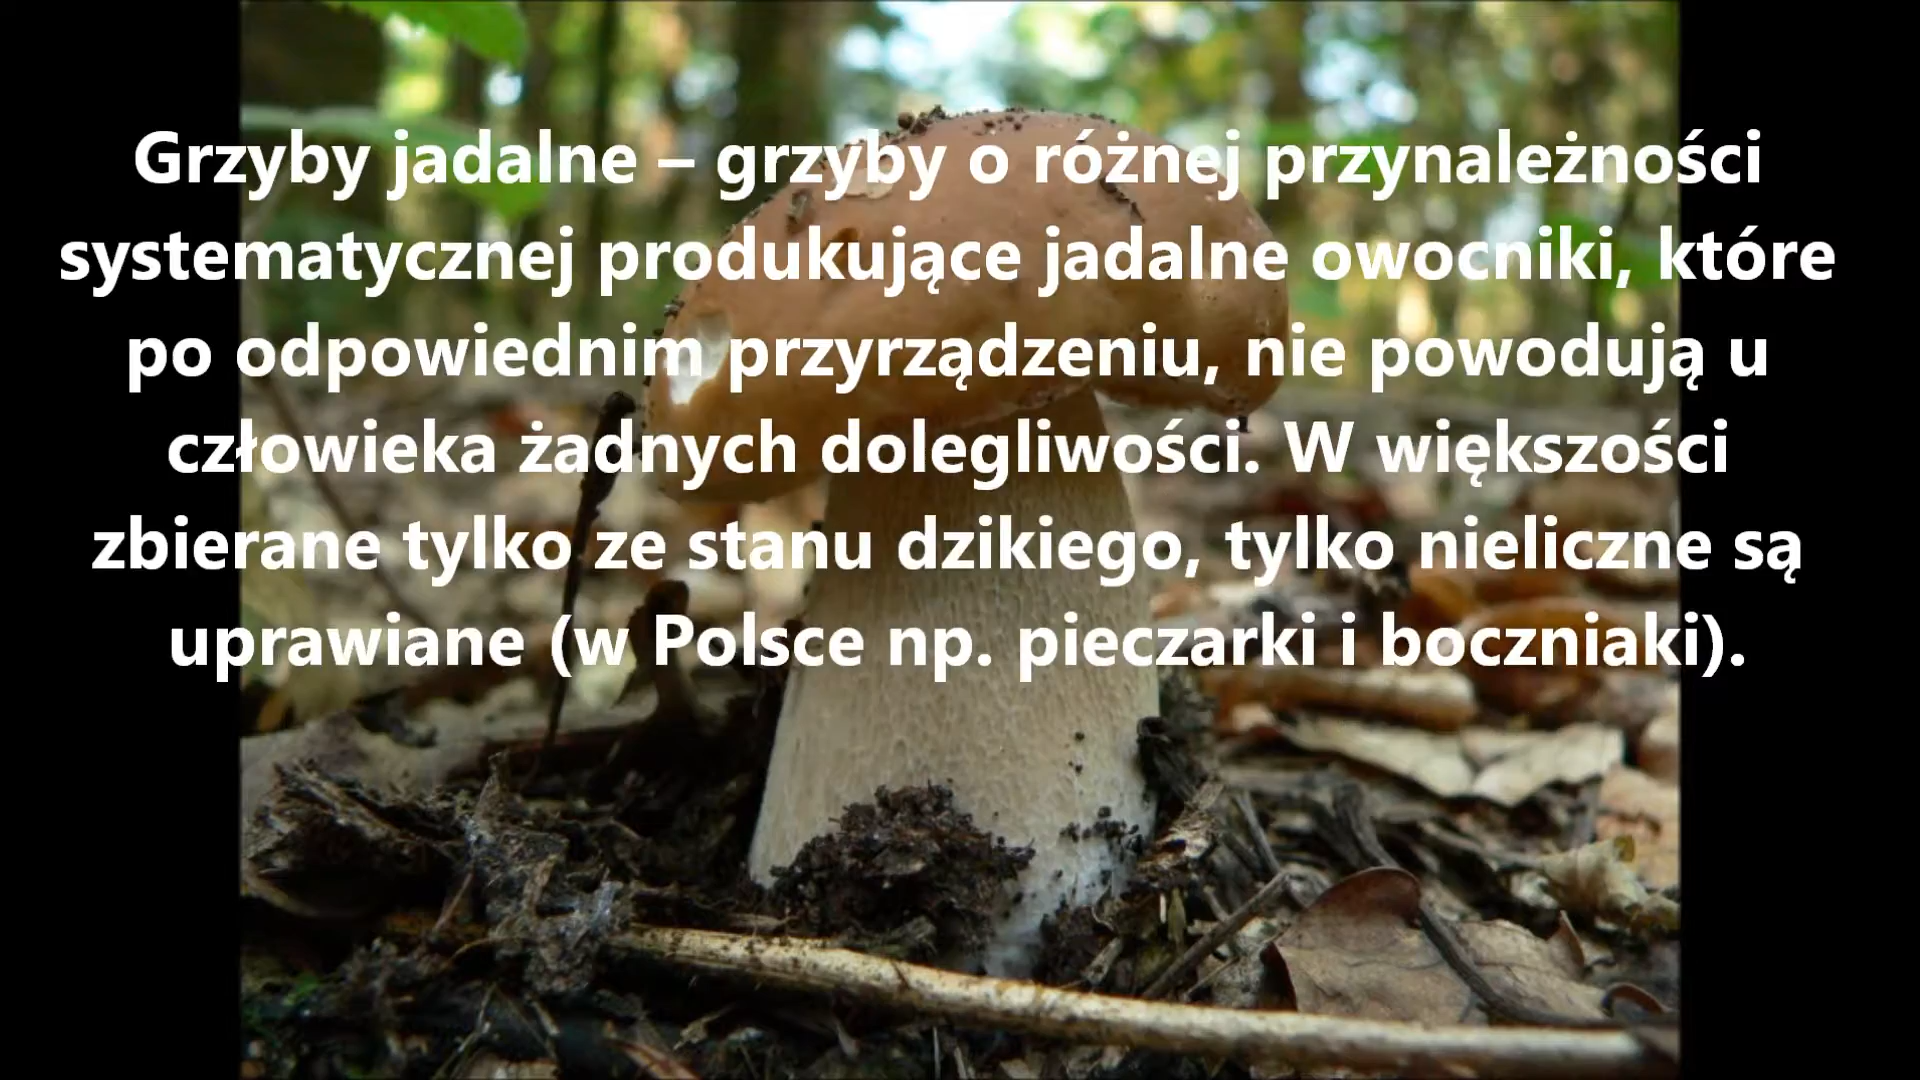 Grzyby jadalne – grzyby o różnej przynależności
systematycznej produkujące jadalne owocniki, które
po odpowiednim przyrządzeniu, nie powodują u
człowieka żadnych dolegliwości. W większości
zbierane tylko ze stanu dzikiego, tylko nieliczne są
uprawiane (w Polsce np. pieczarki i boczniaki).